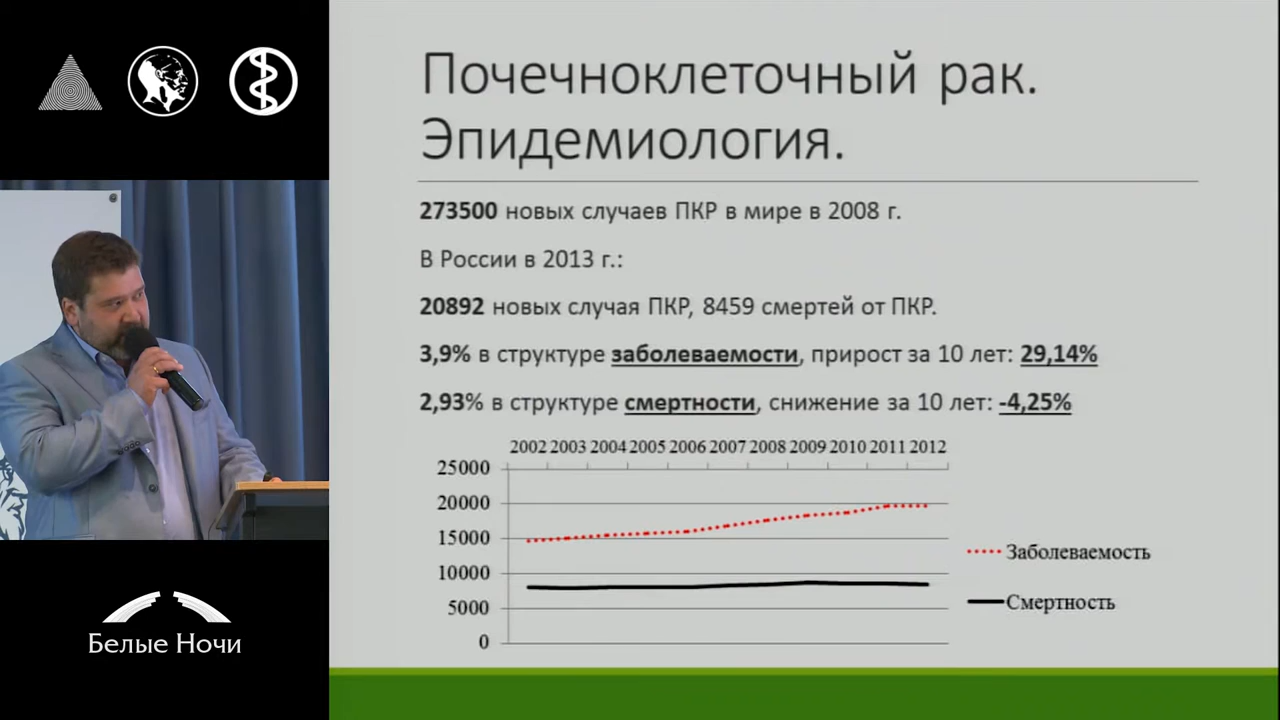 Почечноклеточный рак.
Эпидемиология.
273500 новых случаев ПКР в мире в 2008 г.
В России в 2013 г.:
20892 новых случая ПКР, 8459 смертей от ПКР.
3,9% в структуре заболеваемости, прирост за 10 лет: 29,14%
2,93% в структуре смертности, снижение за 10 лет: -4,25%
2002 2003 2004 2005 2006 2007 2008 2009 2010 2011 2012
25000
20000
15000
10000
5000
0
Заболеваемость
Смертность
Белые Ночи